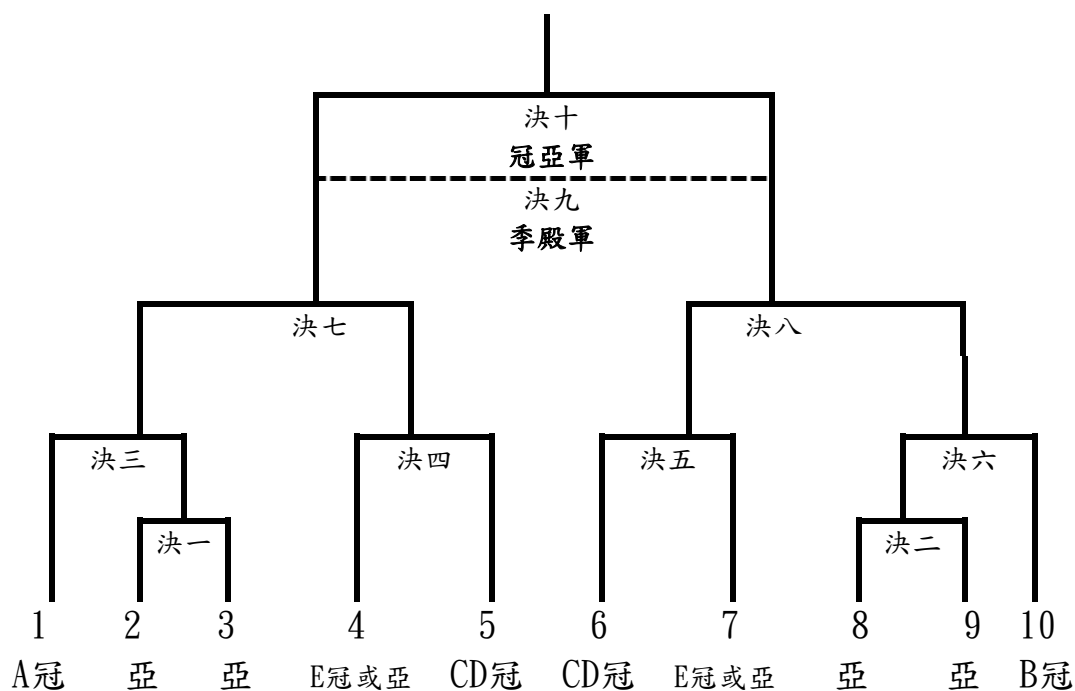 決十
冠亞軍
決九
季殿軍
決七 決八
決三 決四 決五 決六
決一 決二
1 2 3 4 5 6 7 8 9 10
A冠 亞 亞 E冠或亞 CD冠 CD冠 E冠或亞 亞 亞 B冠